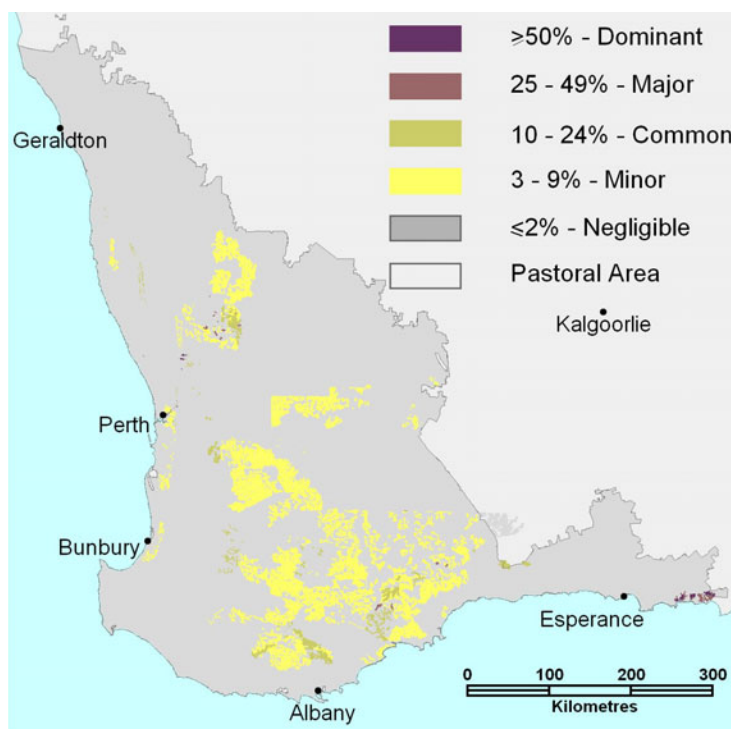 ≥50% - Dominant
25 - 49% - Major
10 - 24% - Common
3 - 9% - Minor
≤2% - Negligible
Pastoral Area
Geraldton
Kalgoorlie
Perth
Bunbury
Esperance
Albany
0 100 200 300
Kilometres